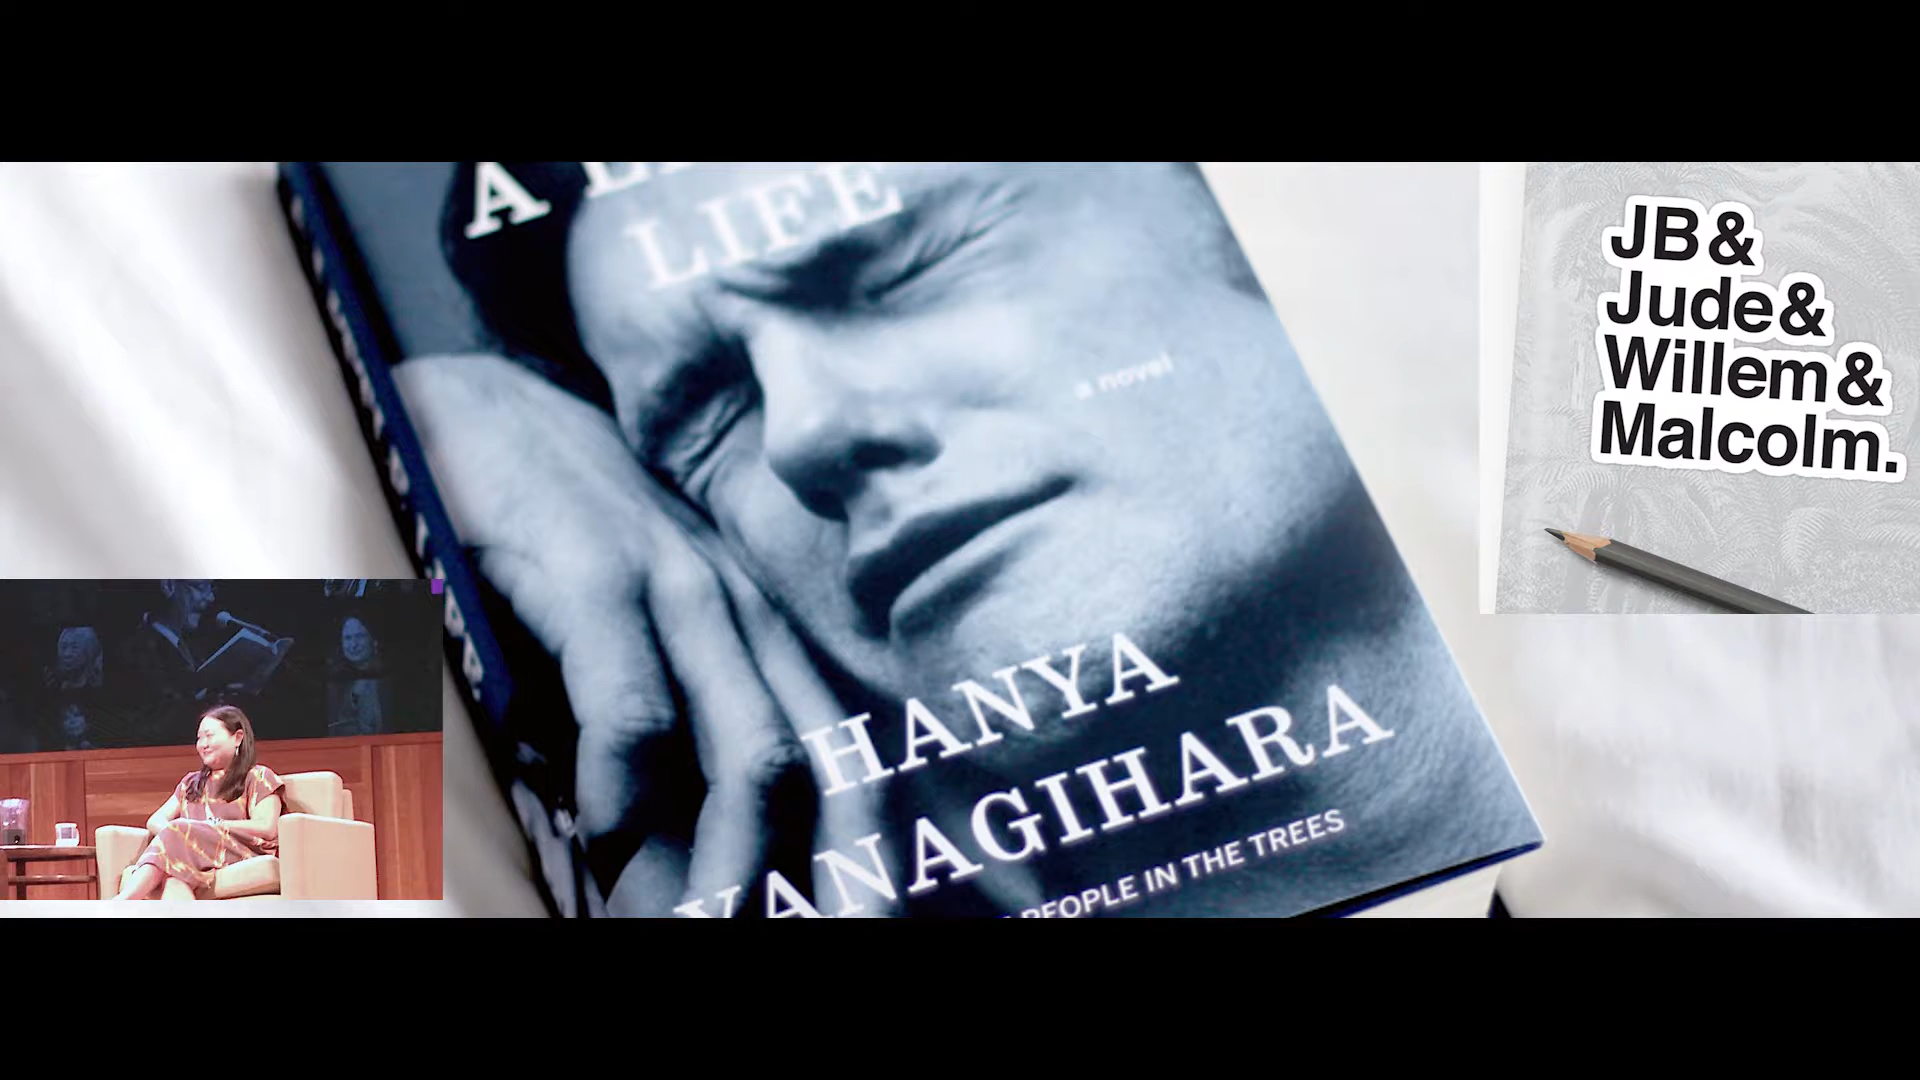 A
LIFE
a novel
HANYA
YANAGIHARA
PEOPLE IN THE TREES
JB&
Jude&
Willem&
Malcolm.